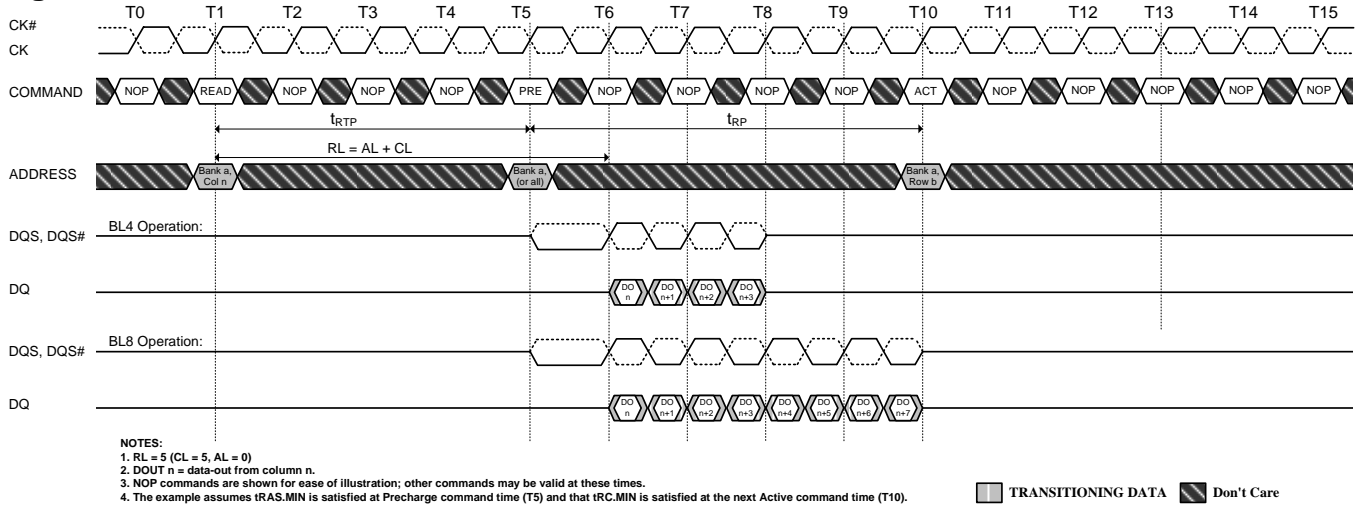 T0 T1 T2 T3 T4 T5 T6 T7 T8 T9 T10 T11 T12 T13 T14 T15
CK#
CK
COMMAND NOP READ NOP NOP NOP PRE NOP NOP NOP NOP ACT NOP NOP NOP NOP NOP
tRTP tRP
RL = AL + CL
ADDRESS
Bank a, Bank a, Bank a,
Col n (or all) Row b
BL4 Operation:
DQS, DQS#
DQ
DO DO DO DO
n n+1 n+2 n+3
BL8 Operation:
DQS, DQS#
DQ
DO DO DO DO DO DO DO DO
n n+1 n+2 n+3 n+4 n+5 n+6 n+7
NOTES:
1. RL = 5 (CL = 5, AL = 0)
2. DOUT n = data-out from column n.
3. NOP commands are shown for ease of illustration; other commands may be valid at these times.
4. The example assumes tRAS.MIN is satisfied at Precharge command time (T5) and that tRC.MIN is satisfied at the next Active command time (T10).
TRANSITIONING DATA Don't Care